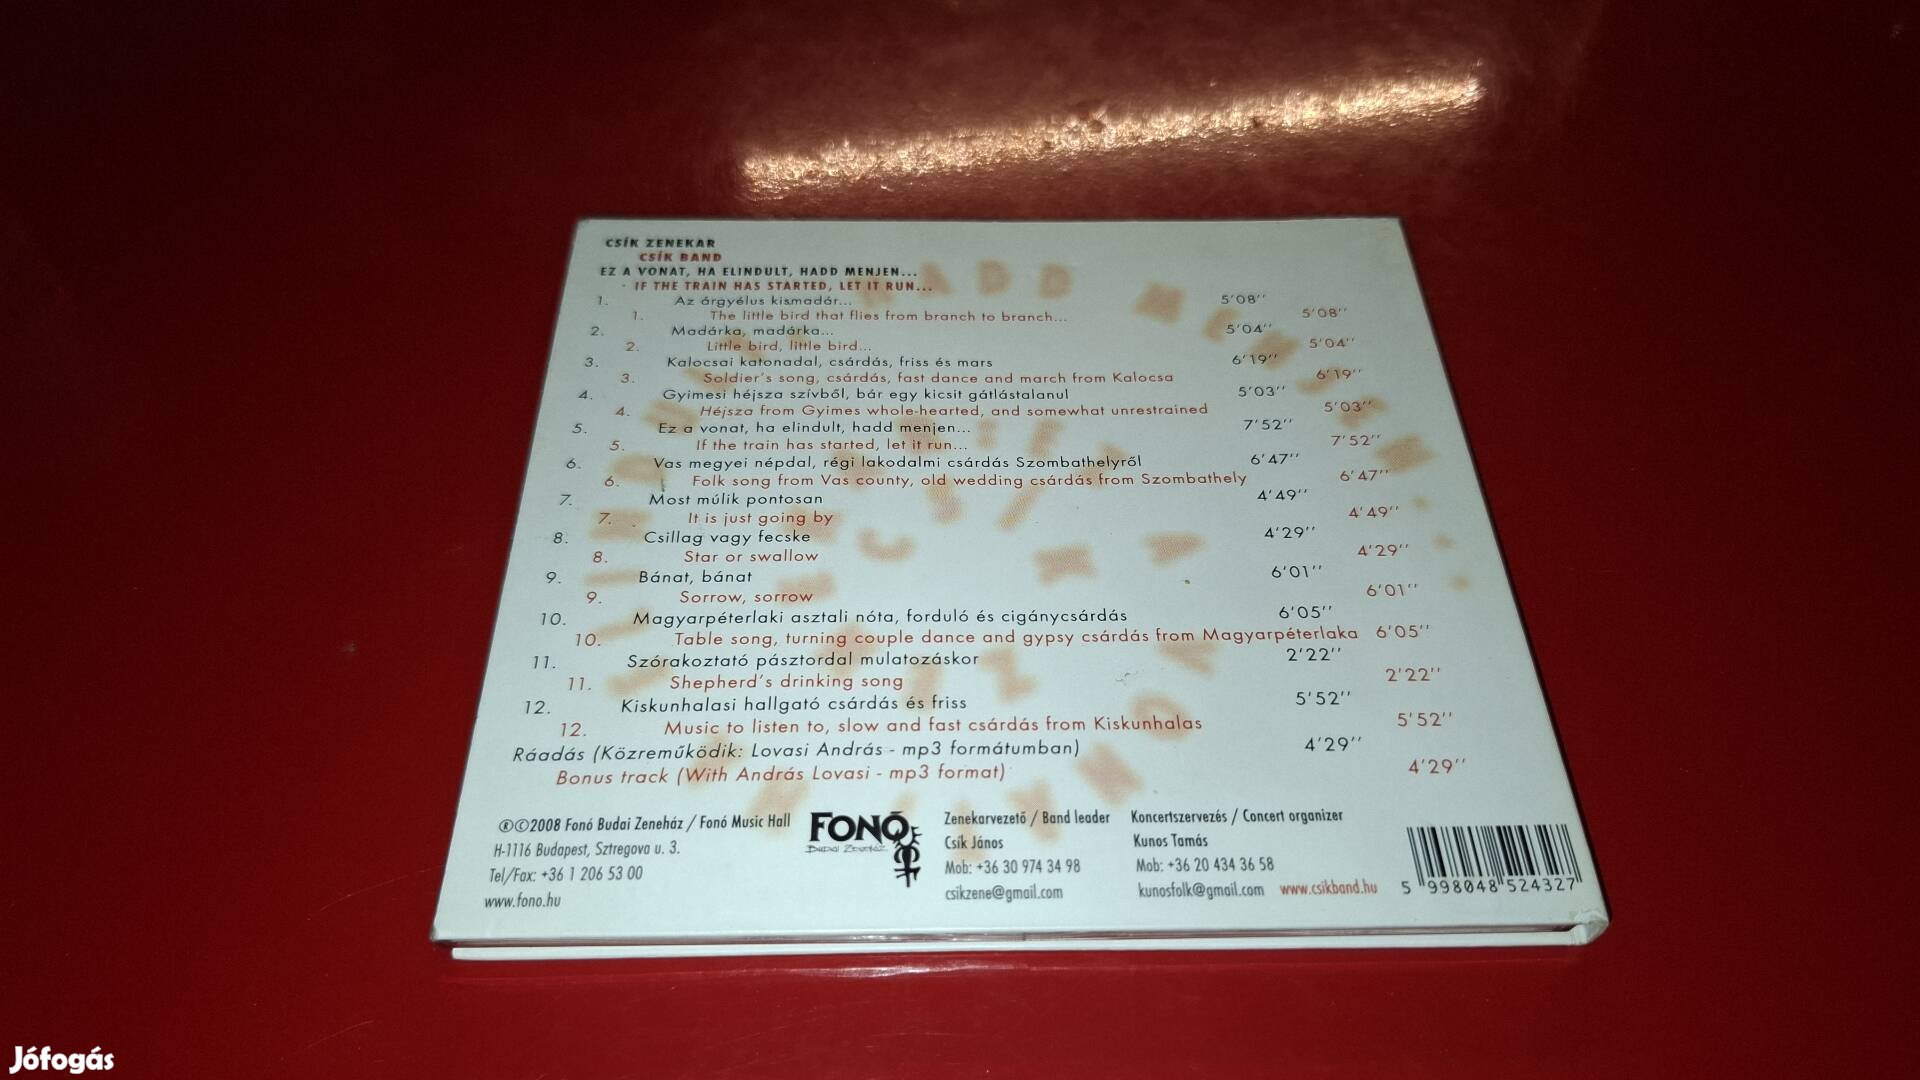 CSÍK ZENEKAR
CSÍK BAND
EZ A VONAT, HA ELINDULT, HADD MENJEN...
- IF THE TRAIN HAS STARTED, LET IT RUN...
1. Az árgyélus kismadár... 5'08''
1. The little bird that flies from branch to branch... 5'08''
2. Madárka, madárka... 5'04''
2. Little bird, little bird... 5'04''
3. Kalocsai katonadal, csárdás, friss és mars 6'19''
3. Soldier's song, csárdás, fast dance and march from Kalocsa 6'19''
4. Gyimesi héjsza szívből, bár egy kicsit gátlástalanul 5'03''
4. Héjsza from Gyimes whole-hearted, and somewhat unrestrained 5'03''
5. Ez a vonat, ha elindult, hadd menjen... 7'52''
5. If the train has started, let it run... 7'52''
6. Vas megyei népdal, régi lakodalmi csárdás Szombathelyről 6'47''
6. Folk song from Vas county, old wedding csárdás from Szombathely 6'47''
7. Most múlik pontosan 4'49''
7. It is just going by 4'49''
8. Csillag vagy fecske 4'29''
8. Star or swallow 4'29''
9. Bánat, bánat 6'01''
9. Sorrow, sorrow 6'01''
10. Magyarpéterlaki asztali nóta, forduló és cigánycsárdás 6'05''
10. Table song, turning couple dance and gypsy csárdás from Magyarpéterlaka 6'05''
11. Szórakoztató pásztordal mulatozáskor 2'22''
11. Shepherd's drinking song 2'22''
12. Kiskunhalasi hallgató csárdás és friss 5'52''
12. Music to listen to, slow and fast csárdás from Kiskunhalas 5'52''
Ráadás (Közreműködik: Lovasi András - mp3 formátumban) 4'29''
Bonus track (With András Lovasi - mp3 format) 4'29''
®©2008 Fonó Budai Zeneház / Fonó Music Hall
H-1116 Budapest, Sztregova u. 3.
Tel/Fax: +36 1 206 53 00
www.fono.hu
FONÓ
BUDAI ZENEHÁZ
Zenekarvezető / Band leader
Csík János
Mob: +36 30 974 34 98
csikzene@gmail.com
Koncertszervezés / Concert organizer
Kunos Tamás
Mob: +36 20 434 36 58
kunosfolk@gmail.com www.csikband.hu
5 998048 524327
Jófogás